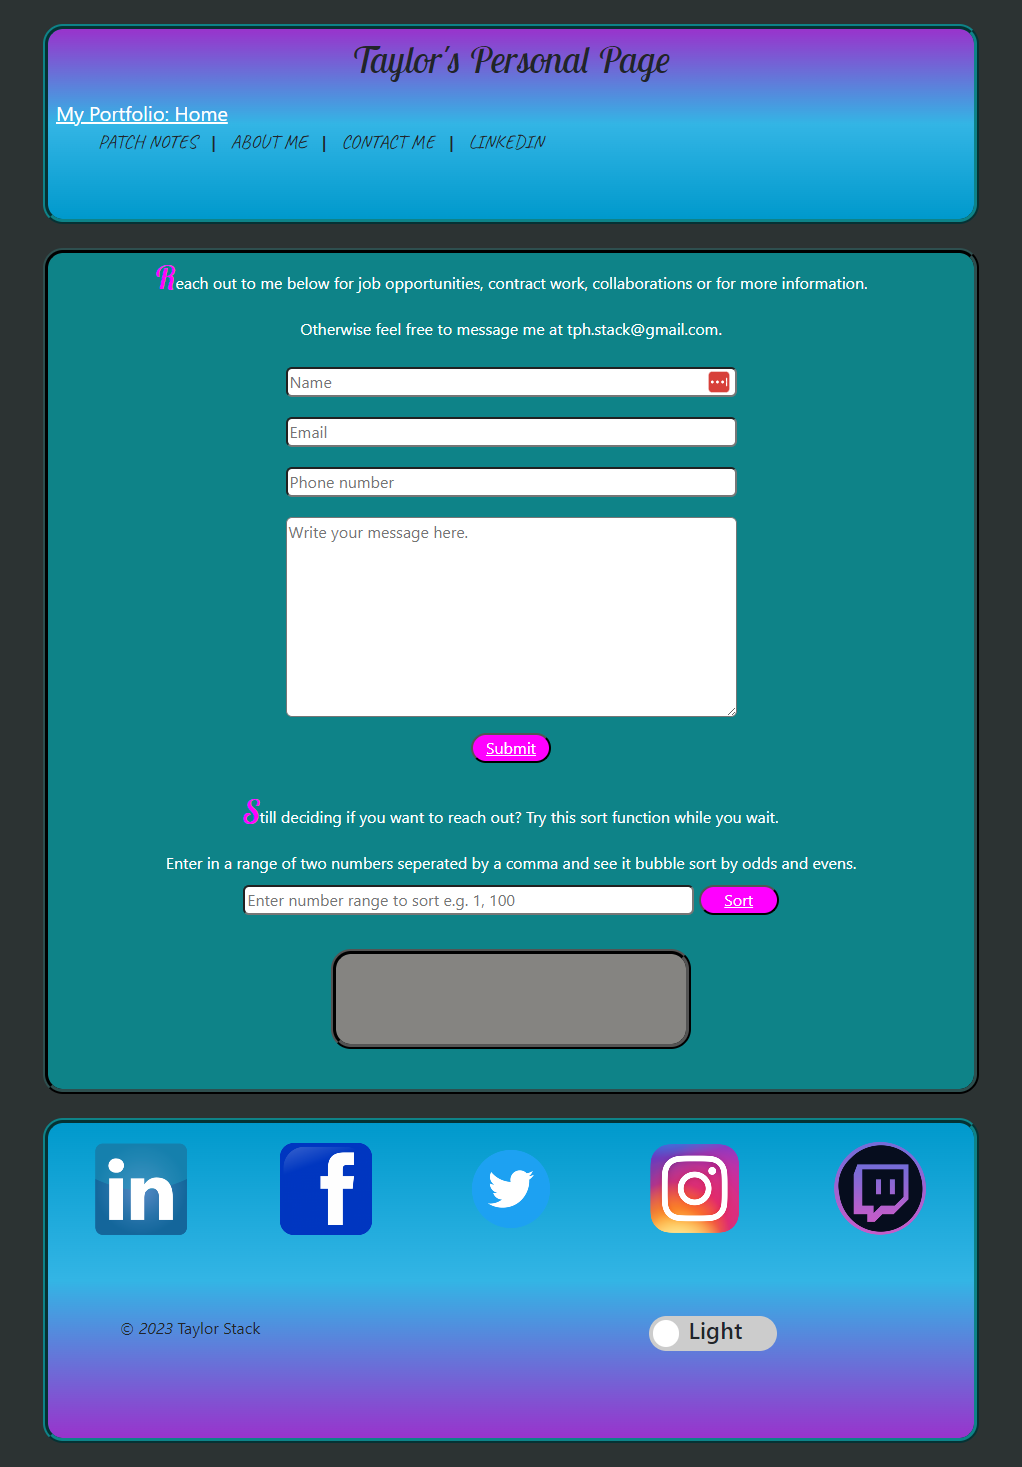 Taylor's Personal Page
My Portfolio: Home
PATCH NOTES | ABOUT ME | CONTACT ME | LINKEDIN
Reach out to me below for job opportunities, contract work, collaborations or for more information.
Otherwise feel free to message me at tph.stack@gmail.com.
Name
Email
Phone number
Write your message here.
Submit
Still deciding if you want to reach out? Try this sort function while you wait.
Enter in a range of two numbers seperated by a comma and see it bubble sort by odds and evens.
Enter number range to sort e.g. 1, 100 Sort
in f
© 2023 Taylor Stack Light